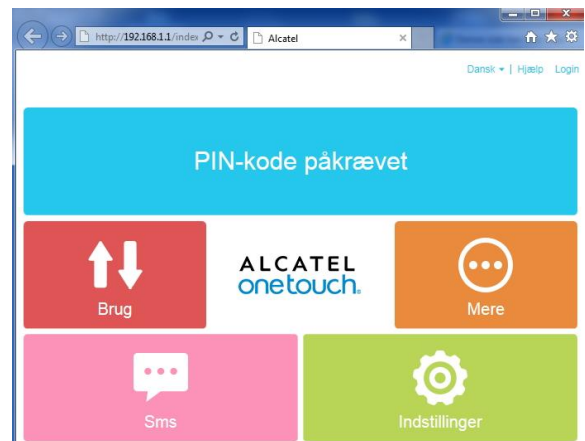 http://192.168.1.1/index
Alcatel
Dansk | Hjælp Login
PIN-kode påkrævet
Brug
ALCATEL
onetouch.
Mere
Sms
Indstillinger